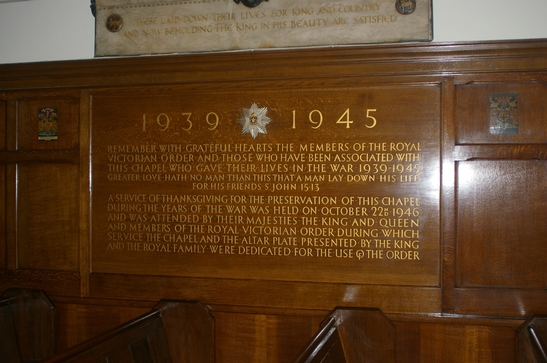 THESE LAID DOWN THEIR LIVES FOR KING AND COUNTRY
AND NOW BEHOLDING THE KING IN HIS BEAUTY ARE SATISFIED
1939 1945
REMEMBER WITH GRATEFUL HEARTS THE MEMBERS OF THE ROYAL
VICTORIAN ORDER AND THOSE WHO HAVE BEEN ASSOCIATED WITH
THIS CHAPEL WHO GAVE THEIR LIVES IN THE WAR 1939-1945
GREATER LOVE HATH NO MAN THAN THIS THAT A MAN LAY DOWN HIS LIFE
FOR HIS FRIENDS S. JOHN 15.13
A SERVICE OF THANKSGIVING FOR THE PRESERVATION OF THIS CHAPEL
DURING THE YEARS OF THE WAR WAS HELD ON OCTOBER 22ND 1946
AND WAS ATTENDED BY THEIR MAJESTIES THE KING AND QUEEN
AND MEMBERS OF THE ROYAL VICTORIAN ORDER DURING WHICH
SERVICE THE CHAPEL AND THE ALTAR PLATE PRESENTED BY THE KING
AND THE ROYAL FAMILY WERE DEDICATED FOR THE USE OF THE ORDER